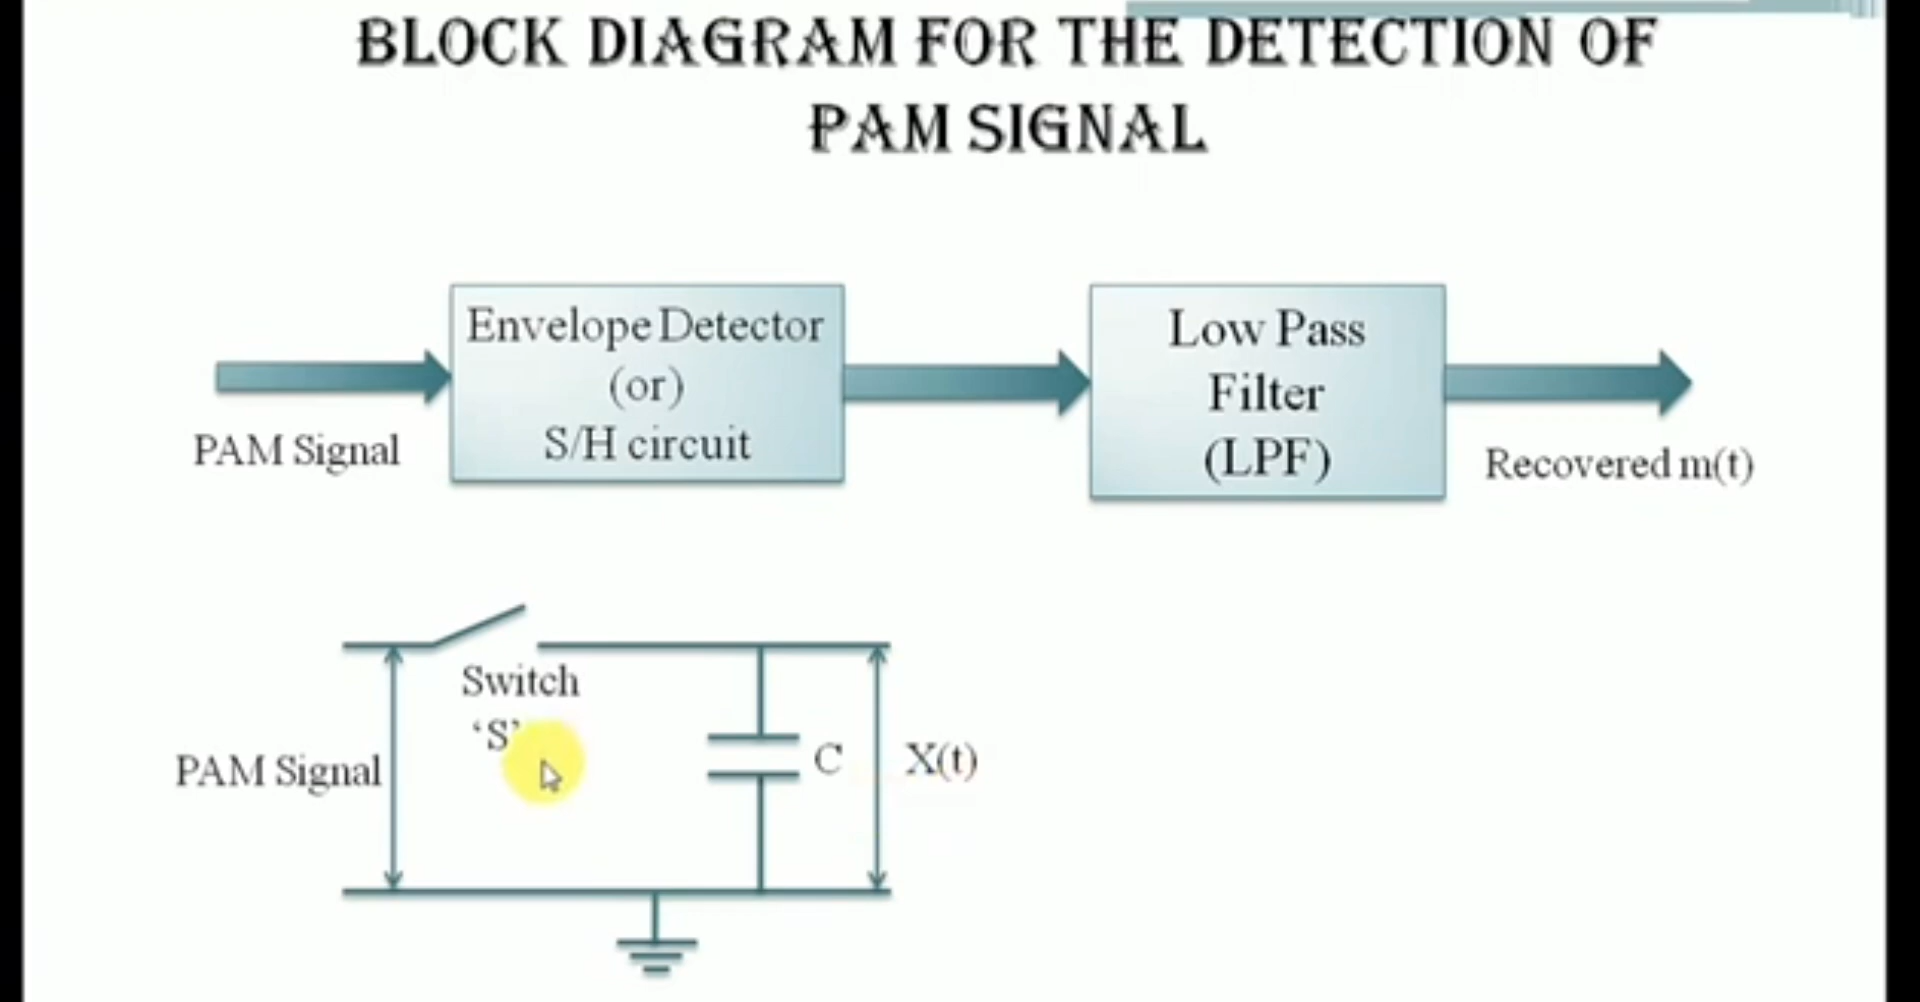 BLOCK DIAGRAM FOR THE DETECTION OF
PAM SIGNAL
PAM Signal
Envelope Detector
(or)
S/H circuit
Low Pass
Filter
(LPF)
Recovered m(t)
Switch
‘S’
PAM Signal
C
X(t)